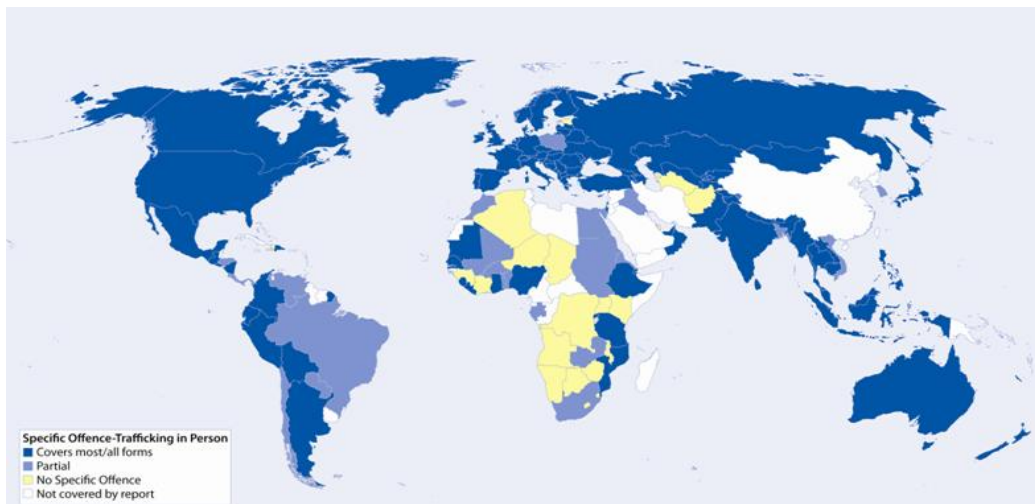 Specific Offence-Trafficking in Person
Covers most/all forms
Partial
No Specific Offence
Not covered by report